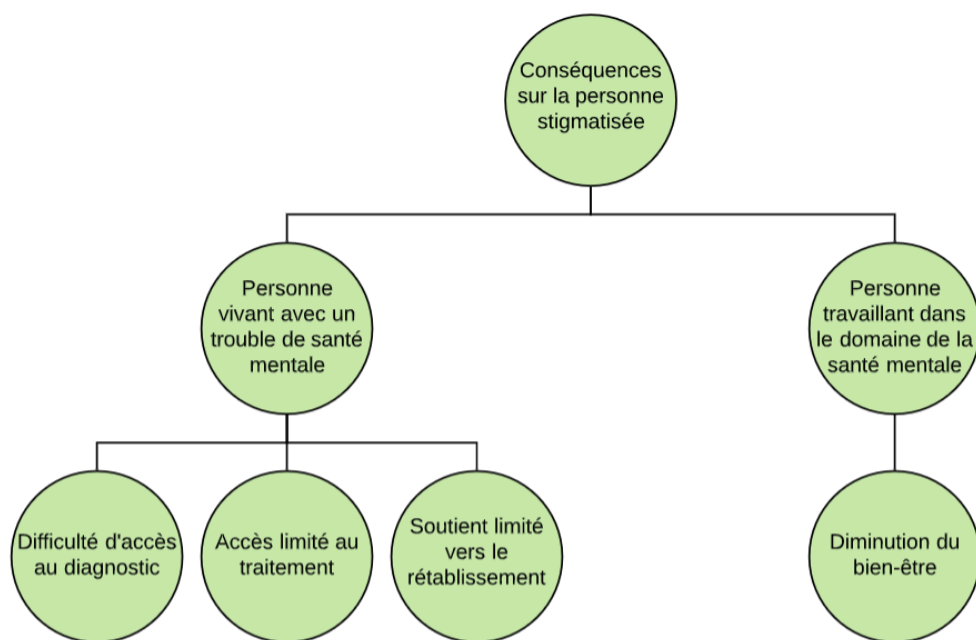 Conséquences
sur la personne
stigmatisée
Personne
vivant avec un
trouble de santé
mentale
Personne
travaillant dans
le domaine de la
santé mentale
Difficulté d'accès
au diagnostic
Accès limité au
traitement
Soutient limité
vers le
rétablissement
Diminution du
bien-être